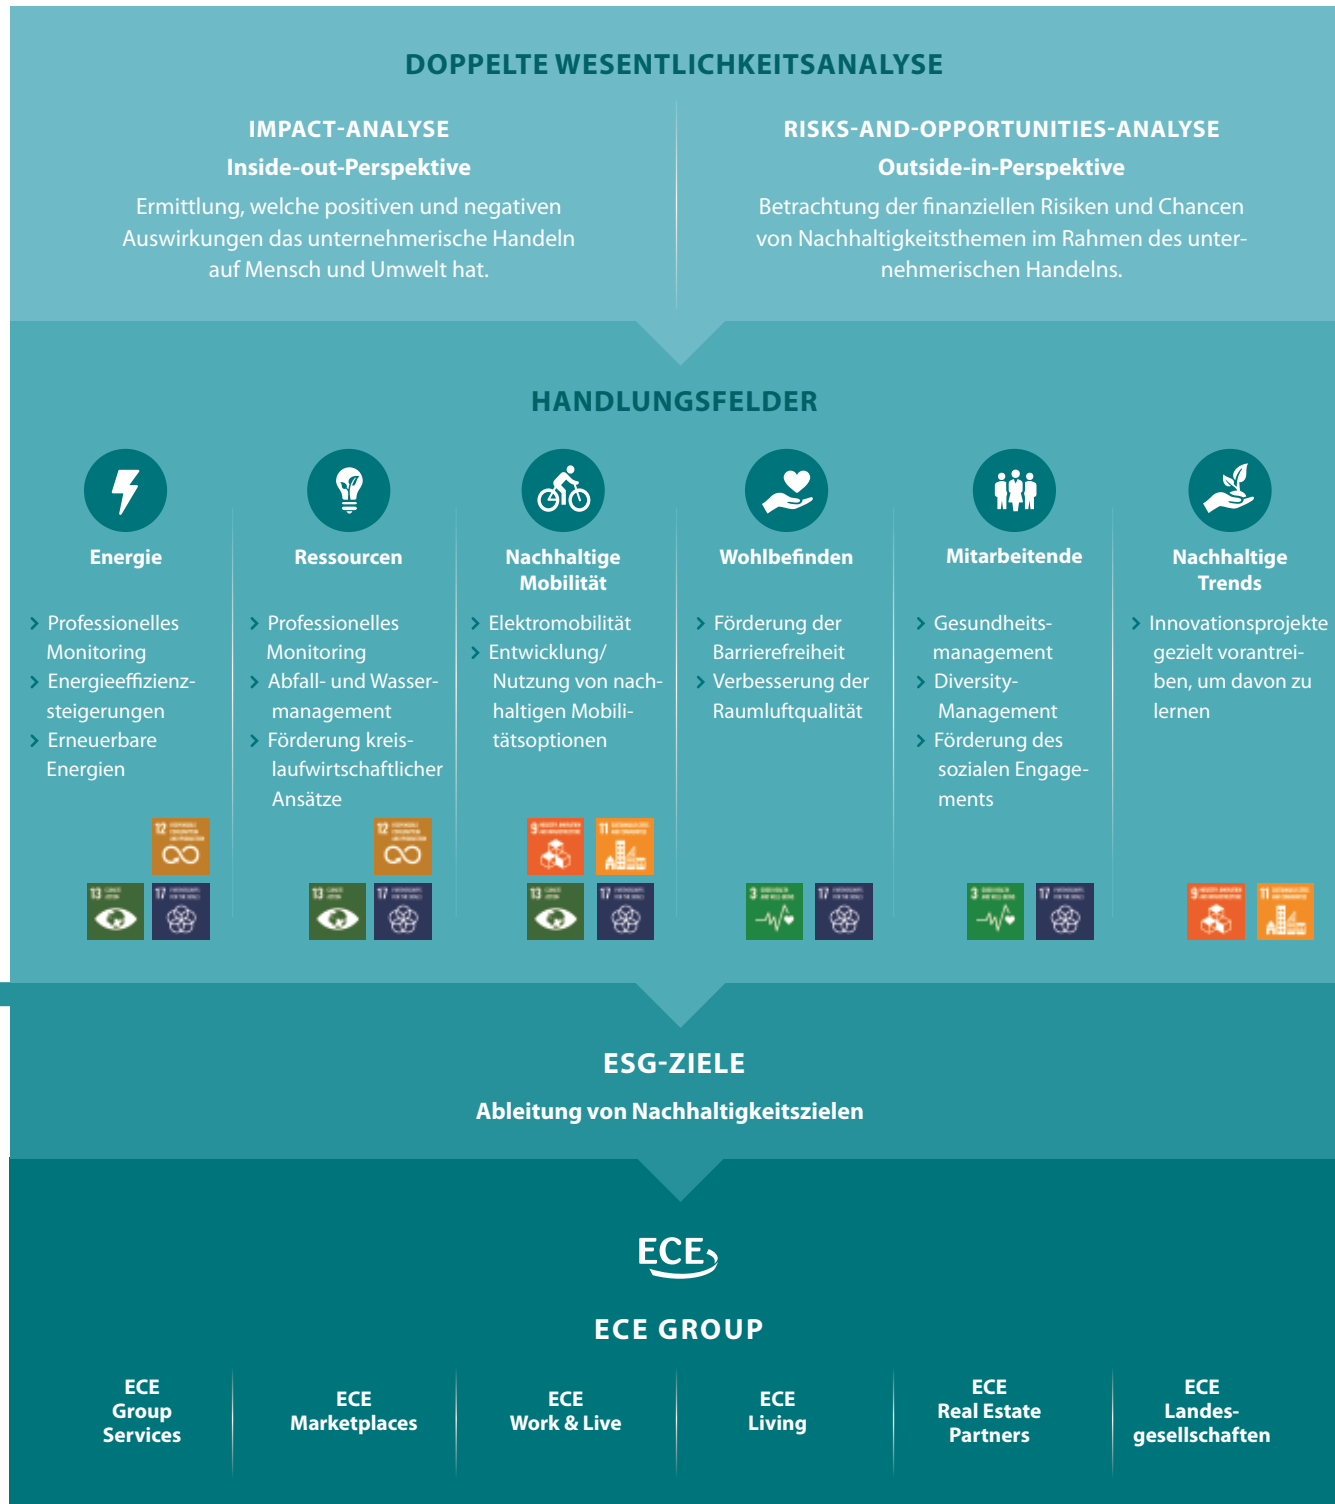 DOPPELTE WESENTLICHKEITSANALYSE
IMPACT-ANALYSE
Inside-out-Perspektive
Ermittlung, welche positiven und negativen
Auswirkungen das unternehmerische Handeln
auf Mensch und Umwelt hat.
RISKS-AND-OPPORTUNITIES-ANALYSE
Outside-in-Perspektive
Betrachtung der finanziellen Risiken und Chancen
von Nachhaltigkeitsthemen im Rahmen des unter-
nehmerischen Handelns.
HANDLUNGSFELDER
Energie
Professionelles
Monitoring
Energieeffizienz-
steigerungen
Erneuerbare
Energien
12
13
17
Ressourcen
Professionelles
Monitoring
Abfall- und Wasser-
management
Förderung kreis-
laufwirtschaftlicher
Ansätze
12
13
17
Nachhaltige
Mobilität
Elektromobilität
Entwicklung/
Nutzung von nach-
haltigen Mobili-
tätsoptionen
9
11
13
17
Wohlbefinden
Förderung der
Barrierefreiheit
Verbesserung der
Raumluftqualität
3
17
Mitarbeitende
Gesundheits-
management
Diversity-
Management
Förderung des
sozialen Engage-
ments
3
17
Nachhaltige
Trends
Innovationsprojekte
gezielt vorantrei-
ben, um davon zu
lernen
9
11
ESG-ZIELE
Ableitung von Nachhaltigkeitszielen
ECE
ECE GROUP
ECE
Group
Services
ECE
Marketplaces
ECE
Work & Live
ECE
Living
ECE
Real Estate
Partners
ECE
Landes-
gesellschaften